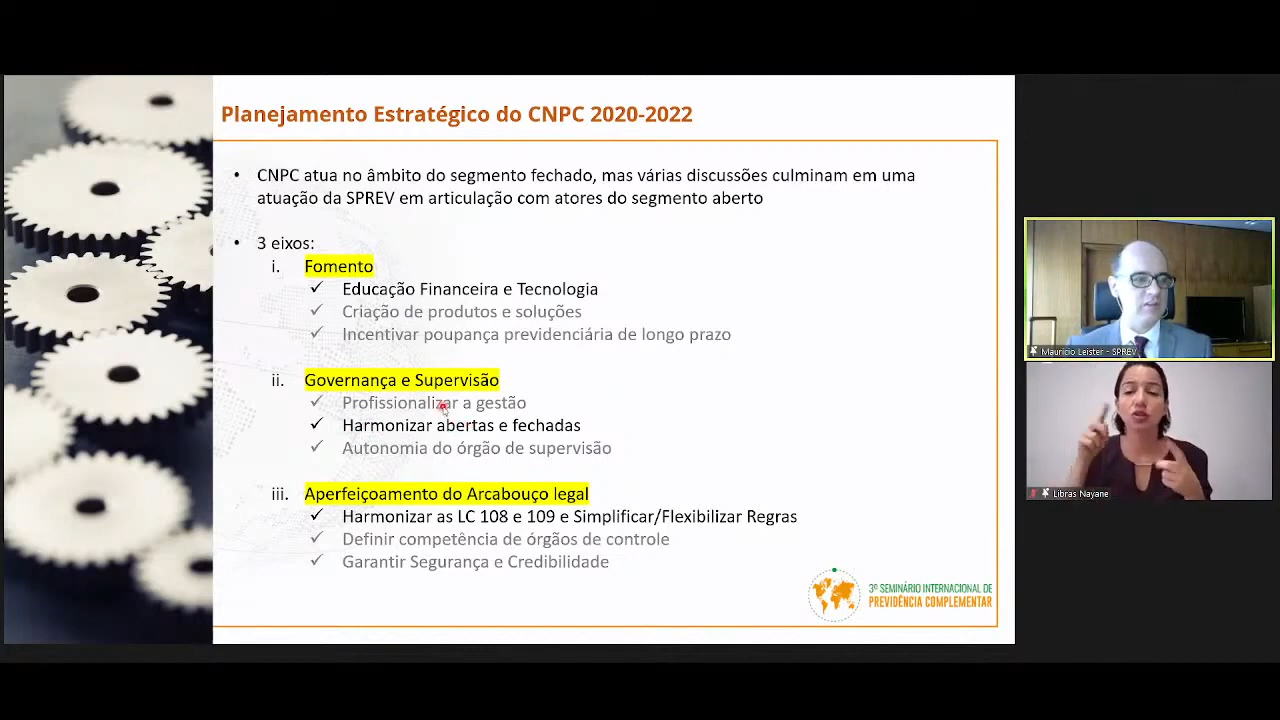 Planejamento Estratégico do CNPC 2020-2022
• CNPC atua no âmbito do segmento fechado, mas várias discussões culminam em uma
atuação da SPREV em articulação com atores do segmento aberto
• 3 eixos:
i. Fomento
✓ Educação Financeira e Tecnologia
✓ Criação de produtos e soluções
✓ Incentivar poupança previdenciária de longo prazo
ii. Governança e Supervisão
✓ Profissionalizar a gestão
✓ Harmonizar abertas e fechadas
✓ Autonomia do órgão de supervisão
iii. Aperfeiçoamento do Arcabouço legal
✓ Harmonizar as LC 108 e 109 e Simplificar/Flexibilizar Regras
✓ Definir competência de órgãos de controle
✓ Garantir Segurança e Credibilidade
3º SEMINÁRIO INTERNACIONAL DE
PREVIDÊNCIA COMPLEMENTAR
Mauricio Leister - SPREV
Libras Nayane